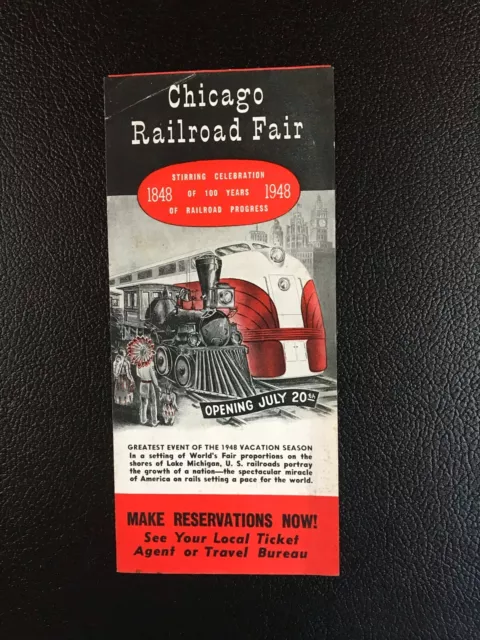 Chicago
Railroad Fair
STIRRING CELEBRATION
1848 OF 100 YEARS 1948
OF RAILROAD PROGRESS
OPENING JULY 20th
GREATEST EVENT OF THE 1948 VACATION SEASON
In a setting of World's Fair proportions on the
shores of Lake Michigan, U. S. railroads portray
the growth of a nation—the spectacular miracle
of America on rails setting a pace for the world.
MAKE RESERVATIONS NOW!
See Your Local Ticket
Agent or Travel Bureau